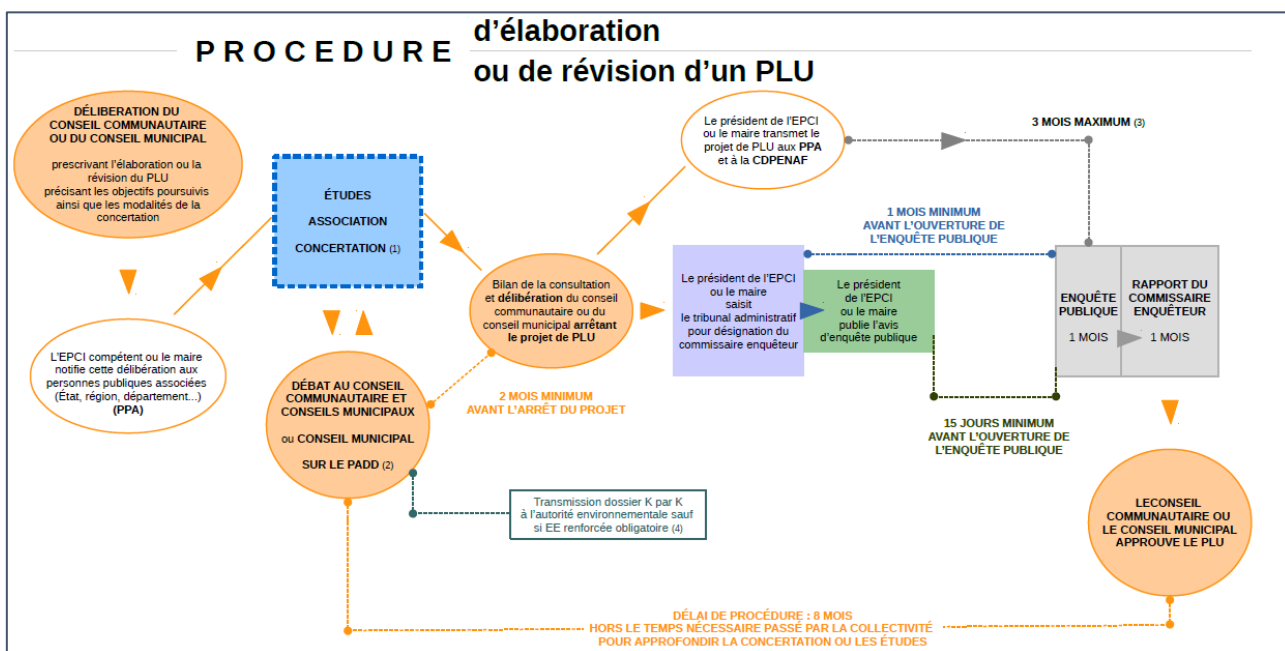 PROCEDURE
d'élaboration
ou de révision d'un PLU
DÉLIBERATION DU
CONSEIL COMMUNAUTAIRE
OU DU CONSEIL MUNICIPAL
prescrivant l'élaboration ou la
révision du PLU
précisant les objectifs poursuivis
ainsi que les modalités de la
concertation
L'EPCI compétent ou le maire
notifie cette délibération aux
personnes publiques associées
(État, région, département...)
(PPA)
ÉTUDES
ASSOCIATION
CONCERTATION (1)
DÉBAT AU CONSEIL
COMMUNAUTAIRE ET
CONSEILS MUNICIPAUX
ou CONSEIL MUNICIPAL
SUR LE PADD (2)
2 MOIS MINIMUM
AVANT L'ARRÊT DU PROJET
Transmission dossier K par K
à l'autorité environnementale sauf
si EE renforcée obligatoire (4)
Bilan de la consultation
et délibération du conseil
communautaire ou du
conseil municipal arrêtant
le projet de PLU
Le président de l'EPCI
ou le maire transmet le
projet de PLU aux PPA
et à la CDPENAF
3 MOIS MAXIMUM (3)
1 MOIS MINIMUM
AVANT L'OUVERTURE DE
L'ENQUÊTE PUBLIQUE
Le président de l'EPCI
ou le maire
saisit
le tribunal administratif
pour désignation du
commissaire enquêteur
Le président
de l'EPCI
ou le maire
publie l'avis
d'enquête publique
15 JOURS MINIMUM
AVANT L'OUVERTURE DE
L'ENQUÊTE PUBLIQUE
ENQUÊTE
PUBLIQUE
1 MOIS
RAPPORT DU
COMMISSAIRE
ENQUÊTEUR
1 MOIS
LECONSEIL
COMMUNAUTAIRE OU
LE CONSEIL MUNICIPAL
APPROUVE LE PLU
DÉLAI DE PROCÉDURE : 8 MOIS
HORS LE TEMPS NÉCESSAIRE PASSÉ PAR LA COLLECTIVITÉ
POUR APPROFONDIR LA CONCERTATION OU LES ÉTUDES